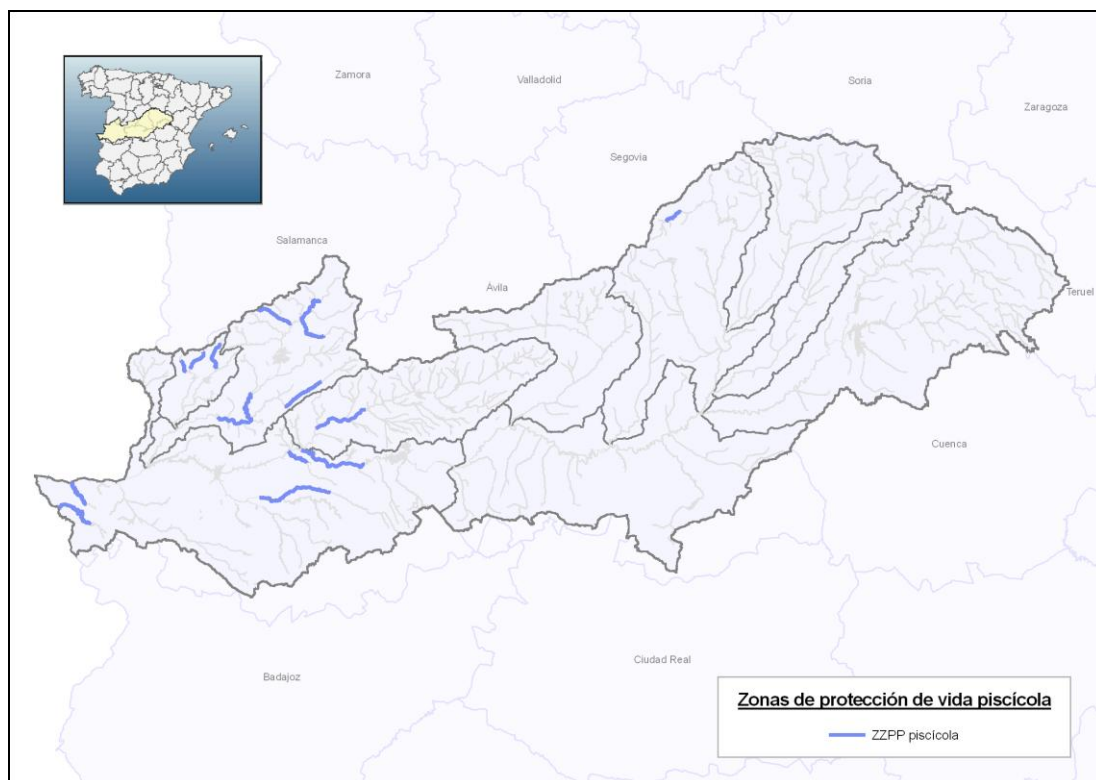 Zamora
Valladolid
Soria
Zaragoza
Segovia
Salamanca
Ávila
Teruel
Cuenca
Badajoz
Ciudad Real
Zonas de protección de vida piscícola
ZZPP piscícola